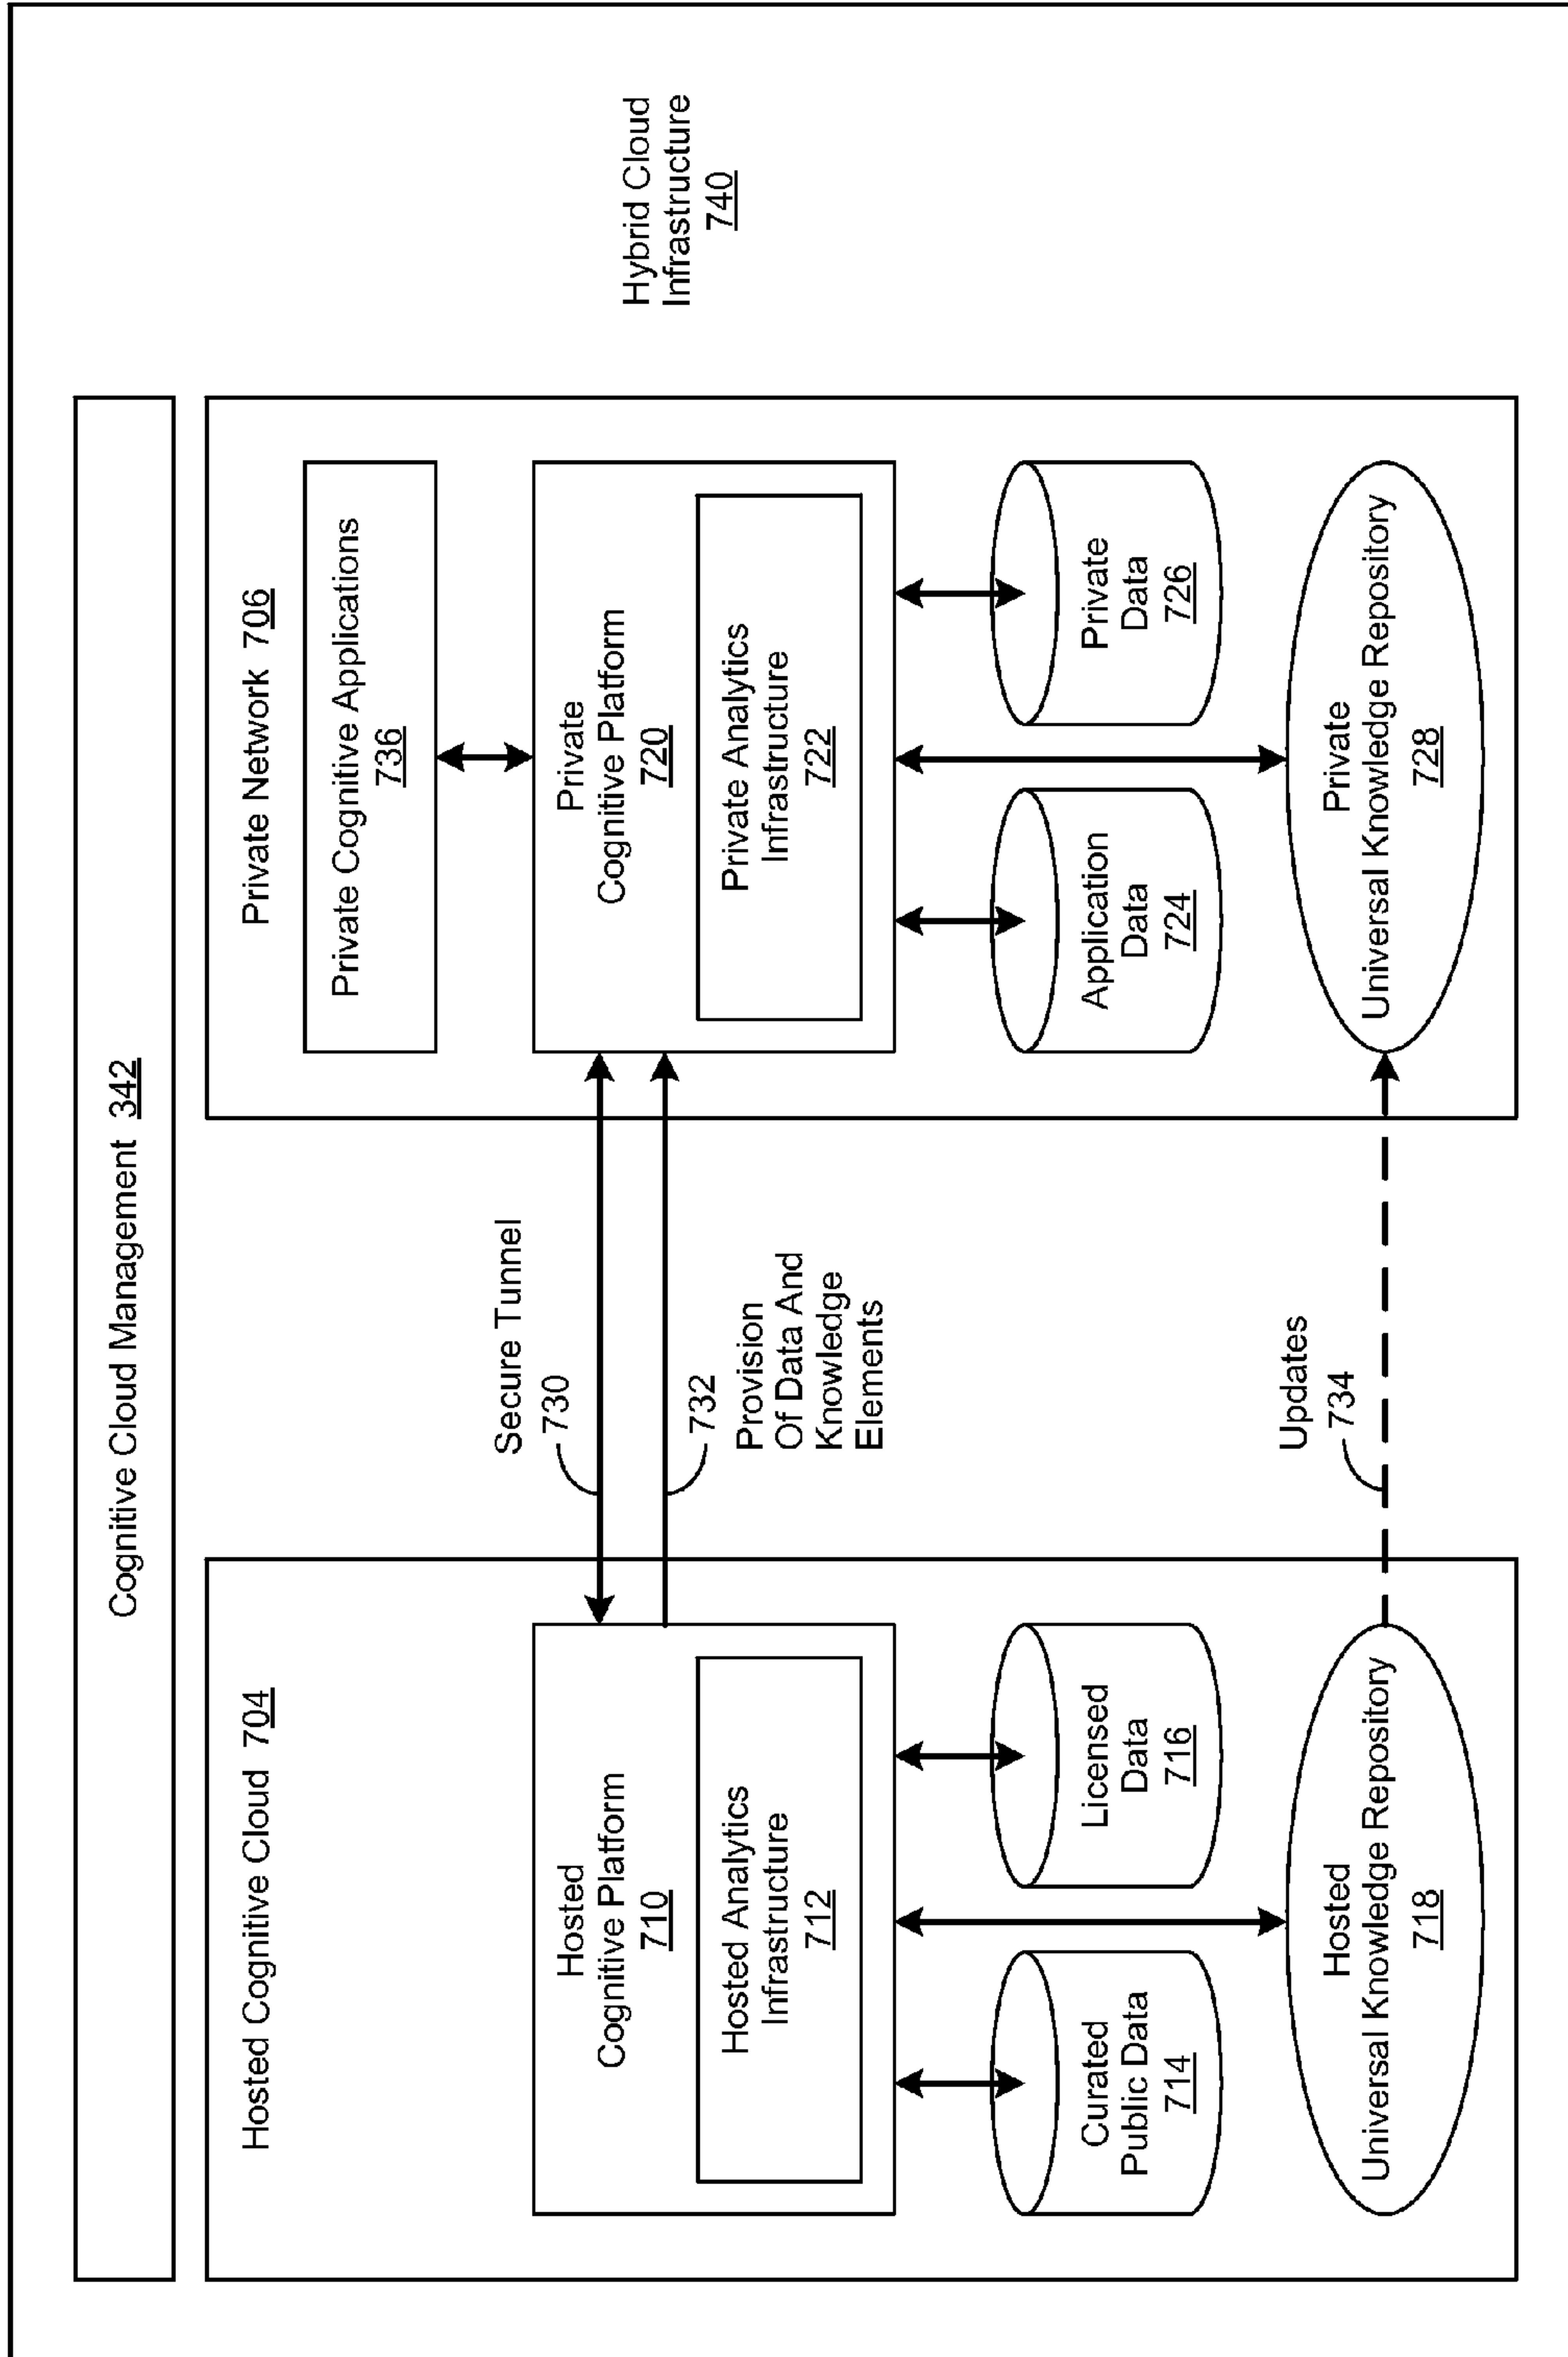 Cognitive Cloud Management 342
Hosted Cognitive Cloud 704
Hosted
Cognitive Platform
710
Hosted Analytics
Infrastructure
712
Curated
Public Data
714
Licensed
Data
716
Hosted
Universal Knowledge Repository
718
Secure Tunnel
730
732
Provision
Of Data And
Knowledge
Elements
Updates
734
Private Network 706
Private Cognitive Applications
736
Private
Cognitive Platform
720
Private Analytics
Infrastructure
722
Application
Data
724
Private
Data
726
Private
Universal Knowledge Repository
728
Hybrid Cloud
Infrastructure
740